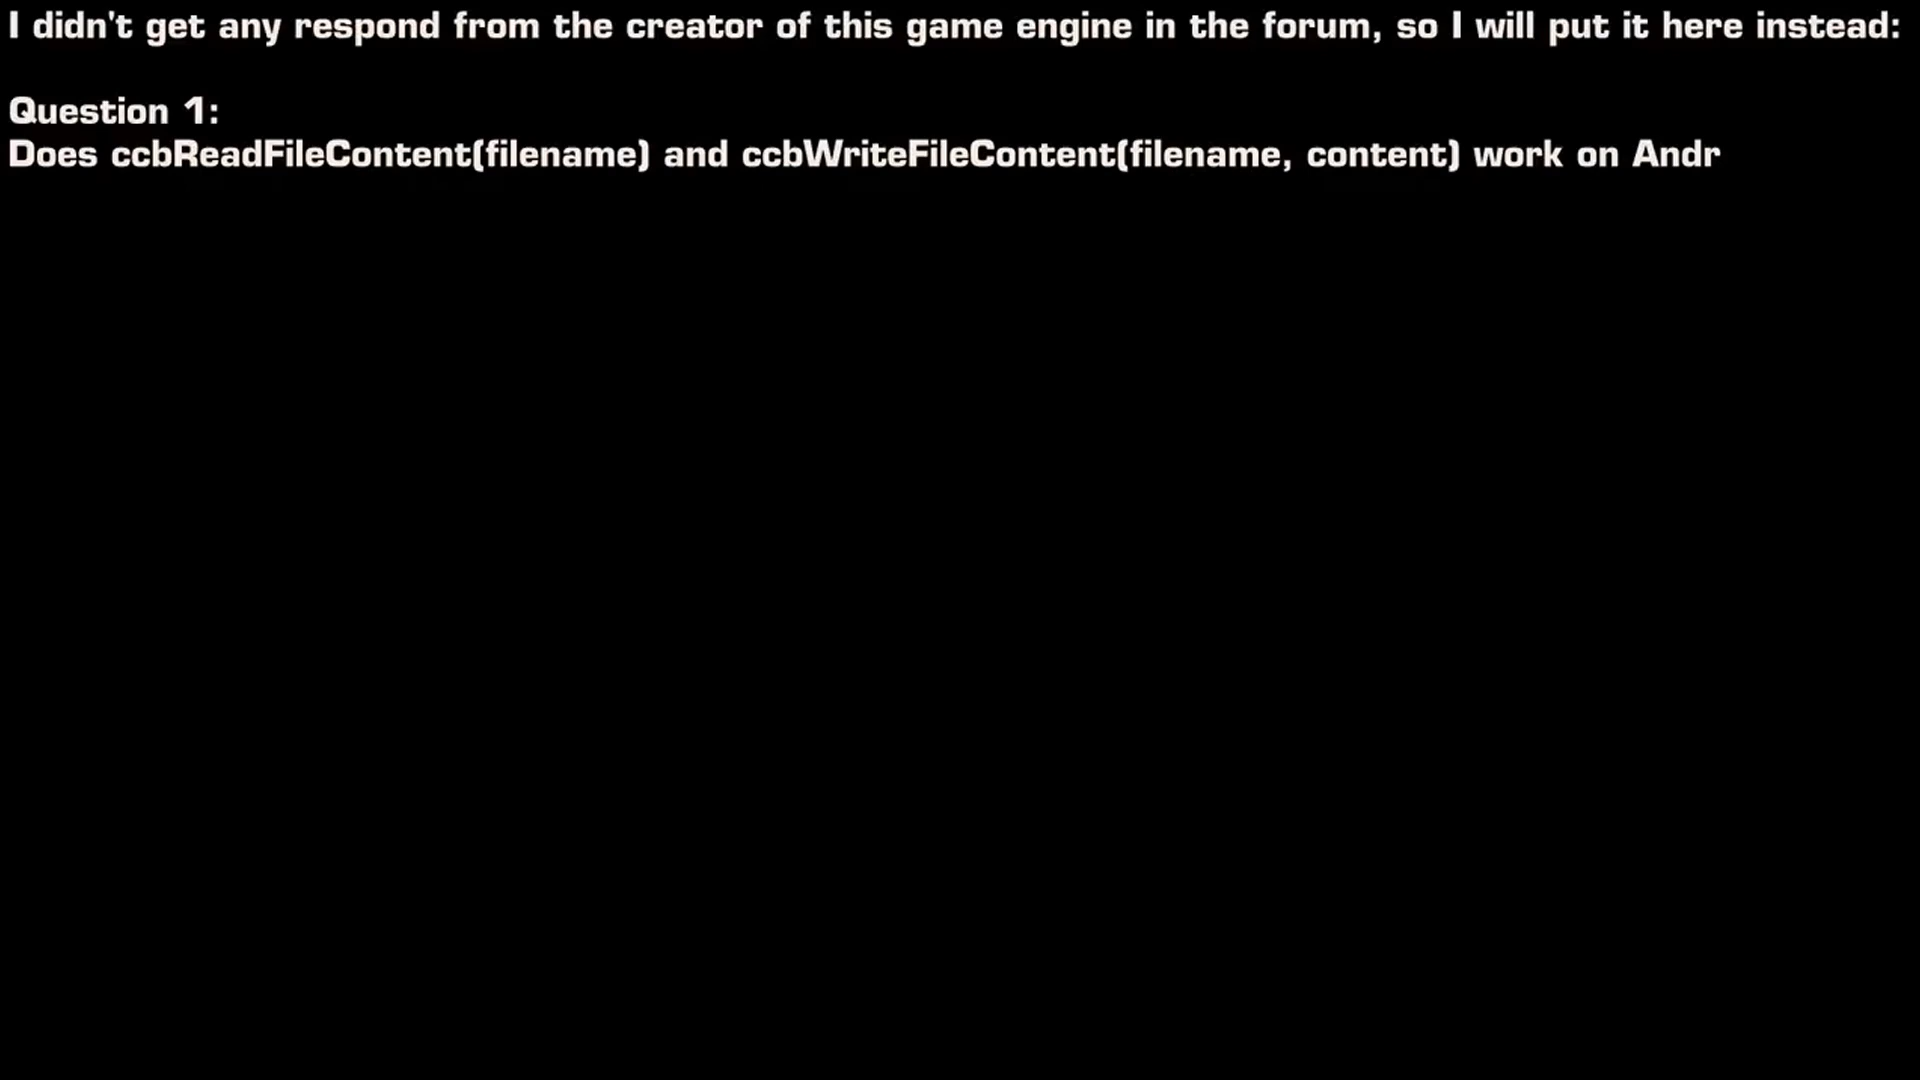 I didn't get any respond from the creator of this game engine in the forum, so I will put it here instead:
Question 1:
Does ccbReadFileContent(filename) and ccbWriteFileContent(filename, content) work on Andr